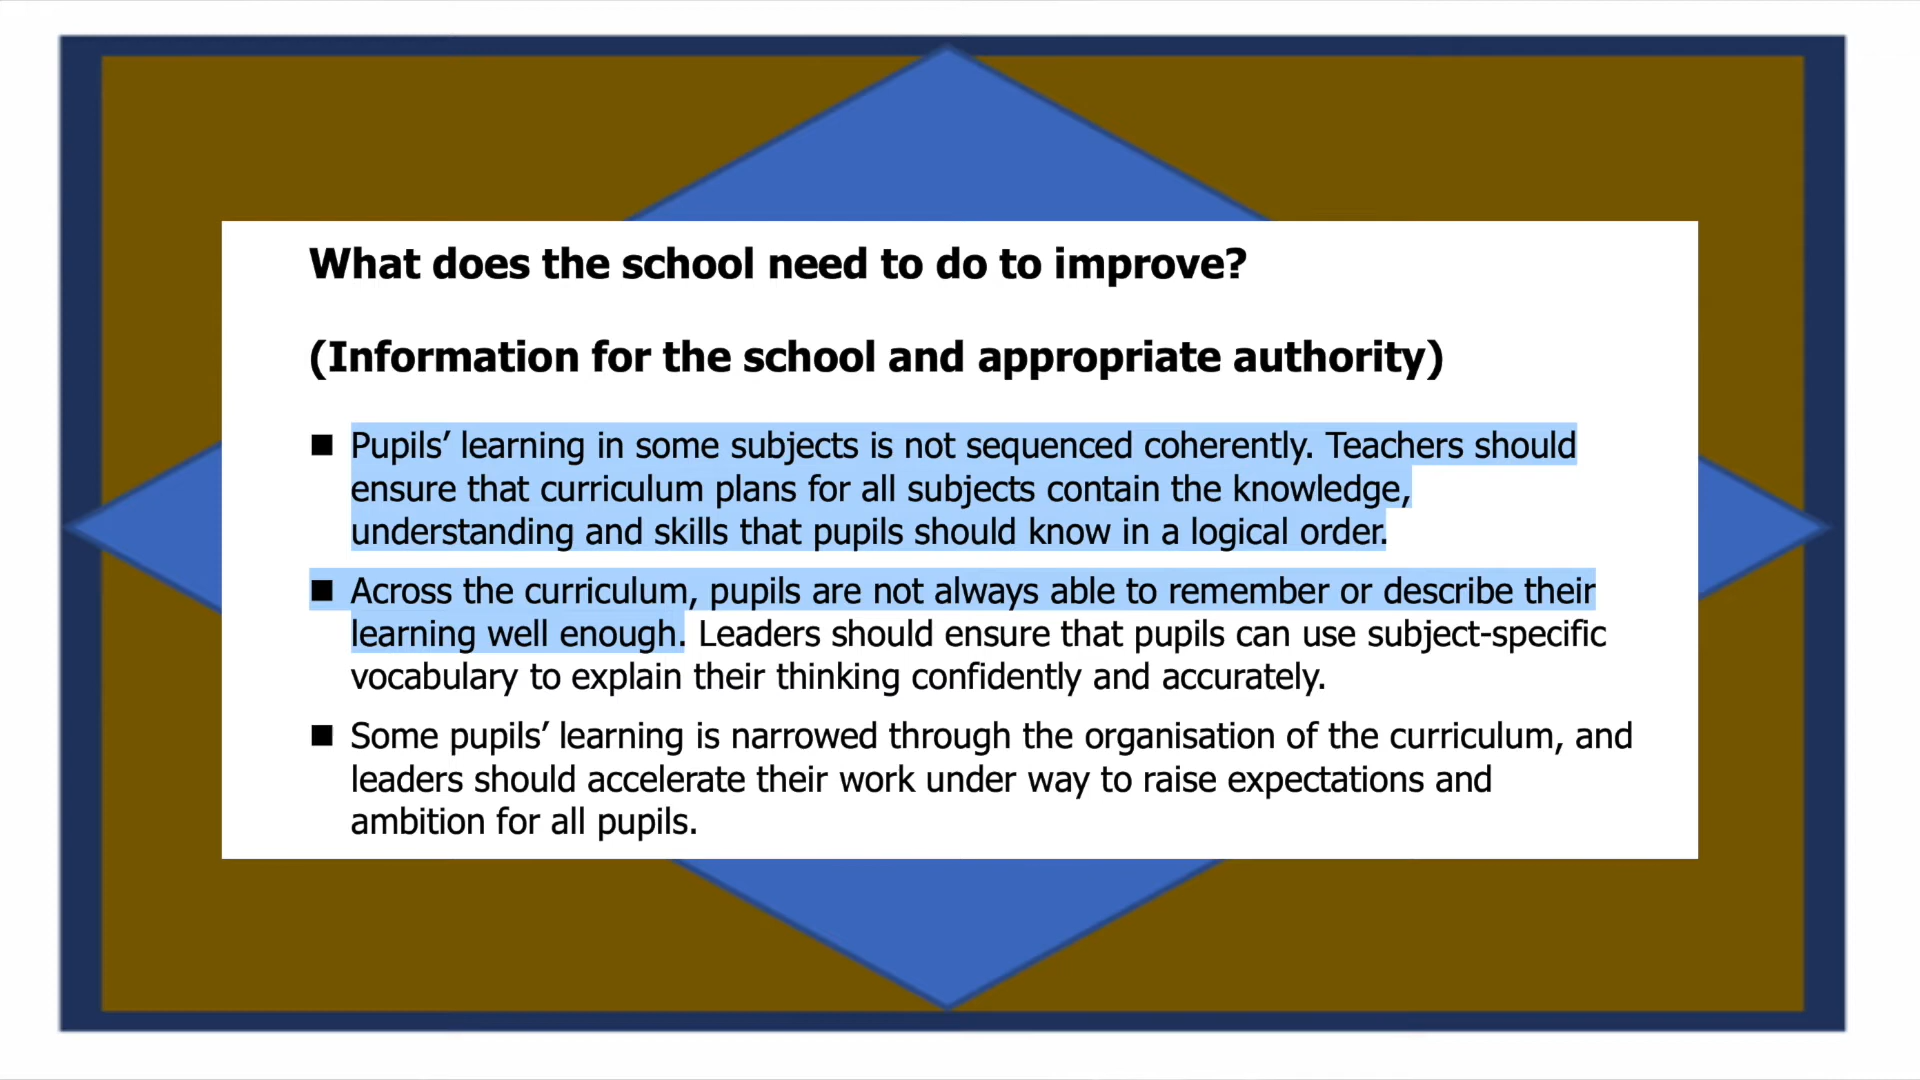 What does the school need to do to improve?
(Information for the school and appropriate authority)
■ Pupils’ learning in some subjects is not sequenced coherently. Teachers should
ensure that curriculum plans for all subjects contain the knowledge,
understanding and skills that pupils should know in a logical order.
■ Across the curriculum, pupils are not always able to remember or describe their
learning well enough. Leaders should ensure that pupils can use subject-specific
vocabulary to explain their thinking confidently and accurately.
■ Some pupils’ learning is narrowed through the organisation of the curriculum, and
leaders should accelerate their work under way to raise expectations and
ambition for all pupils.